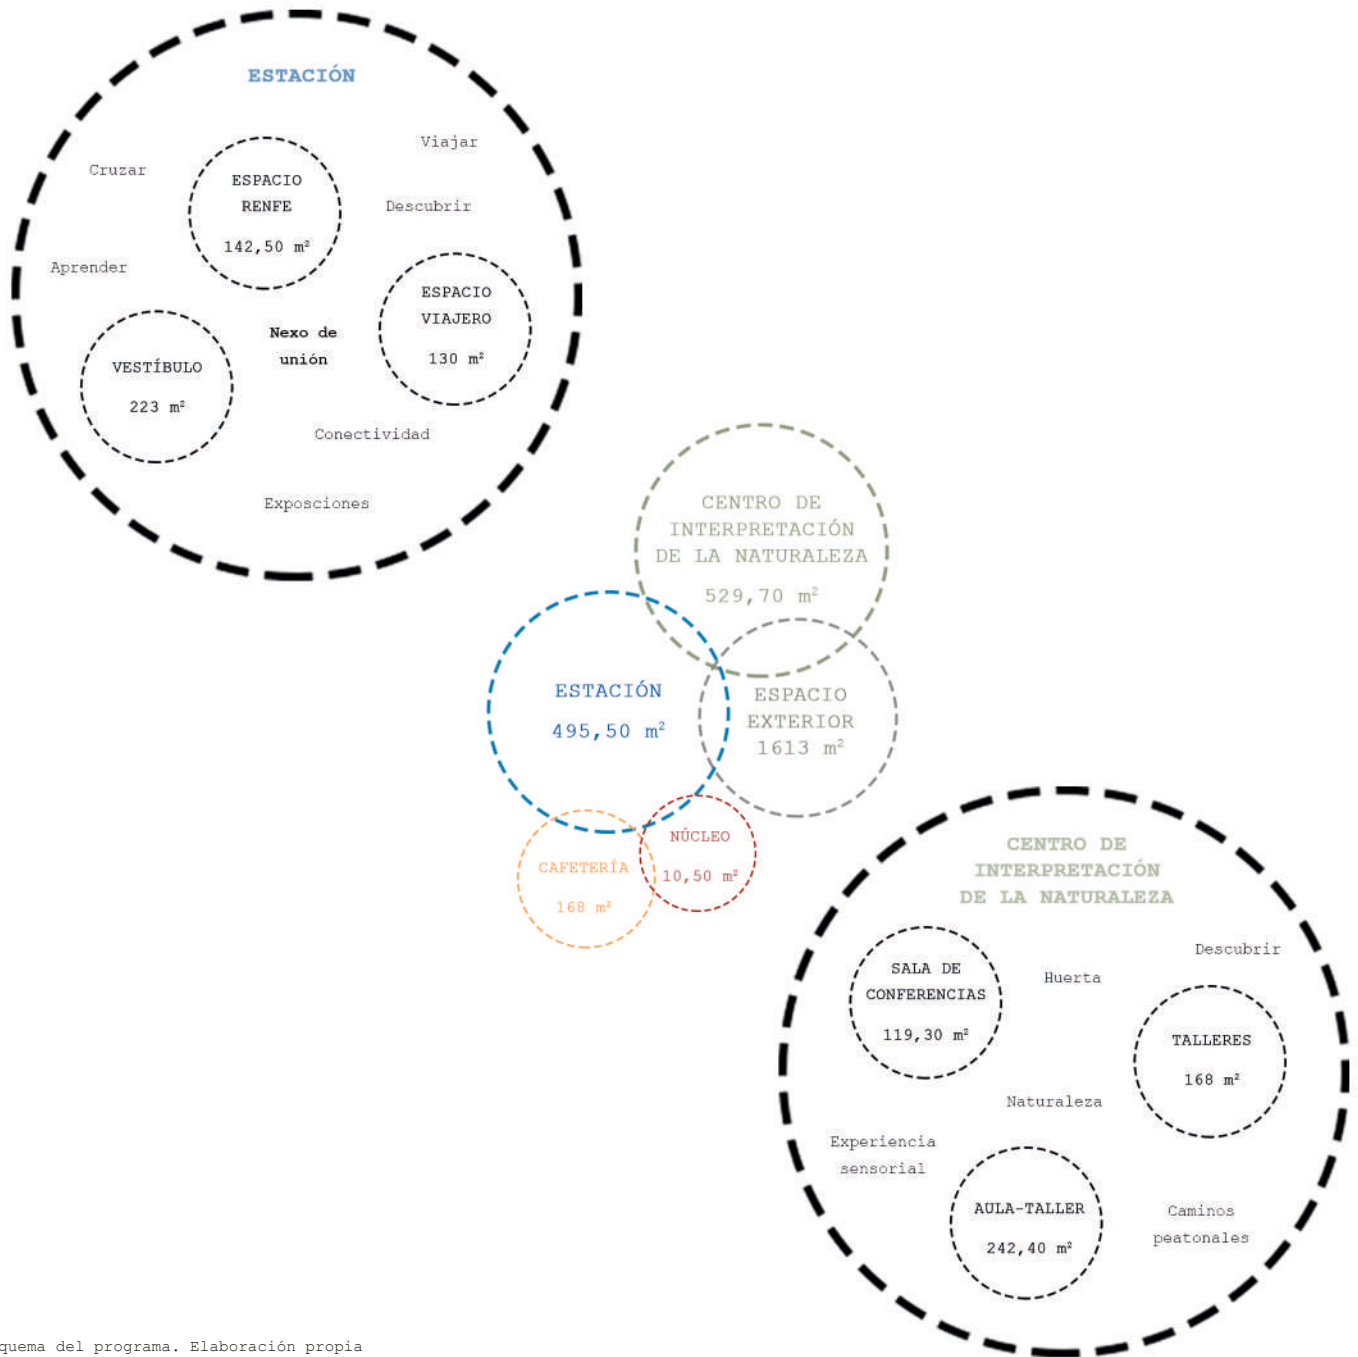 ESTACIÓN
Viajar
Cruzar
ESPACIO
RENFE
142,50 m²
Descubrir
Aprender
ESPACIO
VIAJERO
130 m²
Nexo de
unión
VESTÍBULO
223 m²
Conectividad
Exposciones
CENTRO DE
INTERPRETACIÓN
DE LA NATURALEZA
529,70 m²
ESTACIÓN
495,50 m²
ESPACIO
EXTERIOR
1613 m²
NÚCLEO
10,50 m²
CAFETERÍA
168 m²
CENTRO DE
INTERPRETACIÓN
DE LA NATURALEZA
Descubrir
SALA DE
CONFERENCIAS
119,30 m²
Huerta
TALLERES
168 m²
Naturaleza
Experiencia
sensorial
AULA-TALLER
242,40 m²
Caminos
peatonales
quema del programa. Elaboración propia